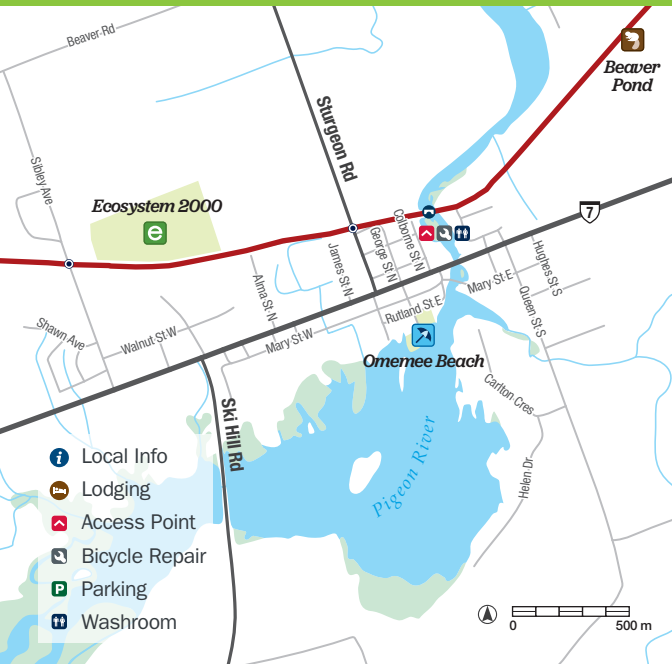 Beaver Rd
Beaver
Pond
Sturgeon Rd
Sibley Ave
Ecosystem 2000
e
7
Colborne St N
George St N
James St N
Hughes St S
Alma St N
Mary St E
Queen St S
Rutland St E
Shawn Ave
Walnut St W
Mary St W
Omemee Beach
Carlton Cres
Ski Hill Rd
Pigeon River
Helen Dr
i Local Info
Lodging
Access Point
Bicycle Repair
P Parking
Washroom
0 500 m